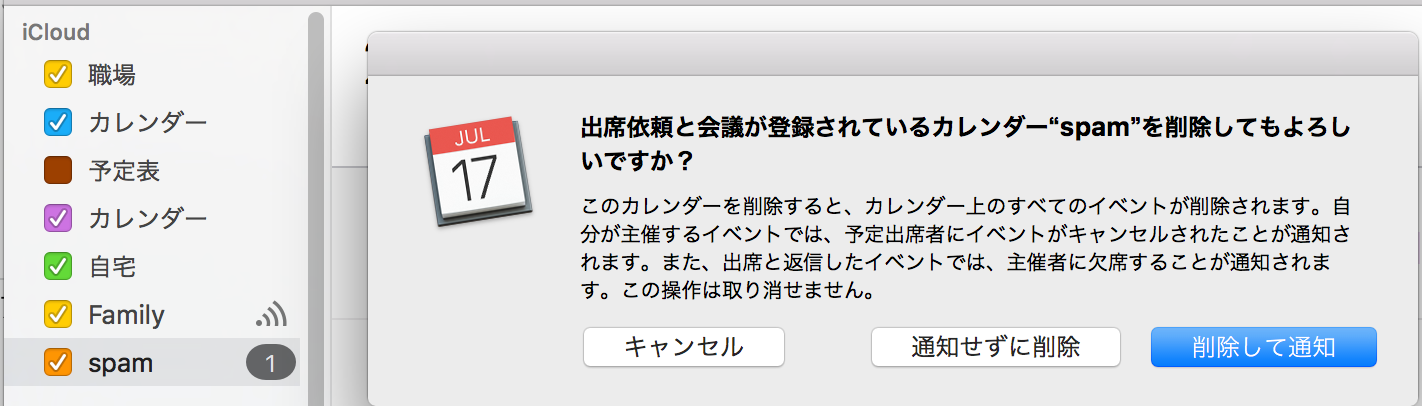 iCloud
職場
カレンダー
予定表
カレンダー
自宅
Family
spam
1
JUL
17
出席依頼と会議が登録されているカレンダー“spam”を削除してもよろし
いですか？
このカレンダーを削除すると、カレンダー上のすべてのイベントが削除されます。自
分が主催するイベントでは、予定出席者にイベントがキャンセルされたことが通知さ
れます。また、出席と返信したイベントでは、主催者に欠席することが通知されま
す。この操作は取り消せません。
キャンセル
通知せずに削除
削除して通知